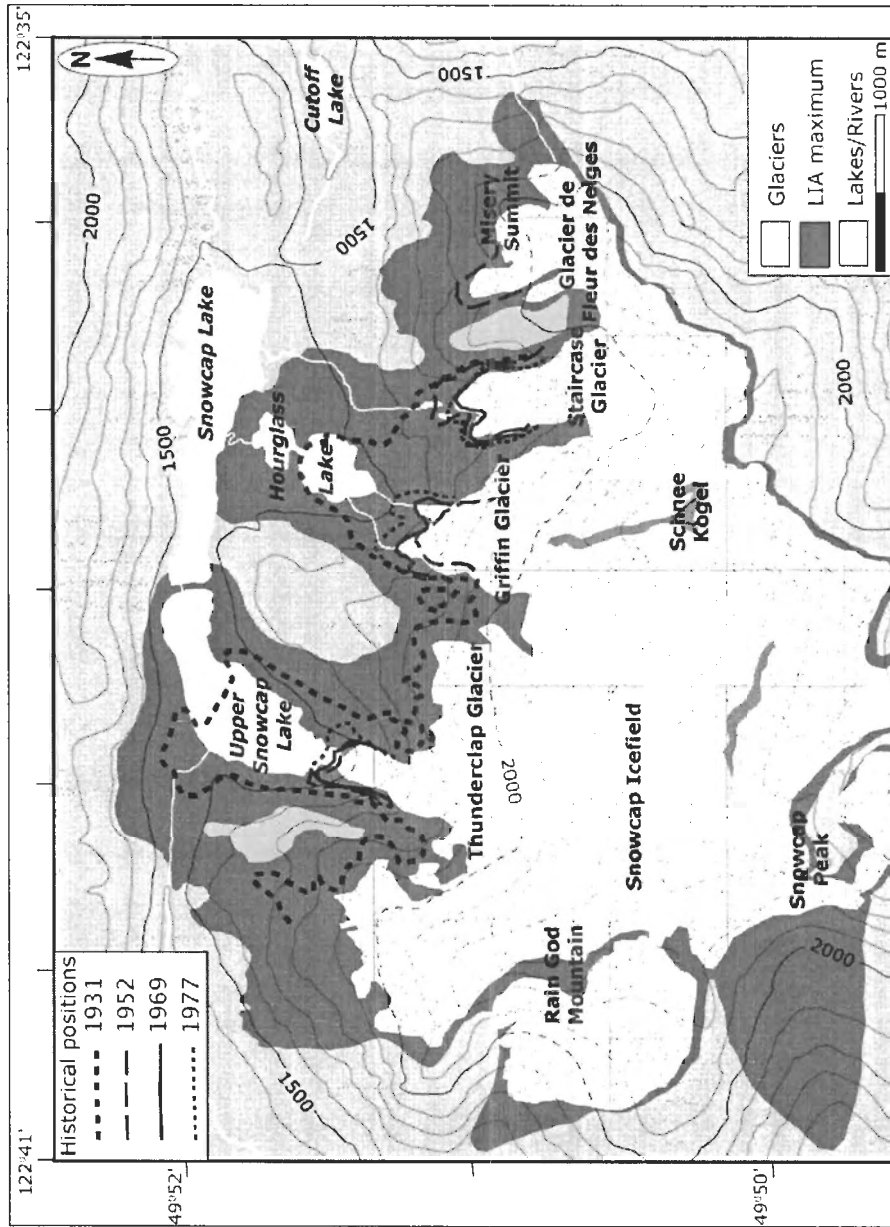 122°41'
122°35'
49°52'
49°50'
Historical positions
1931
1952
1969
1977
N
2000
1500
Snowcap Lake
Cutoff
Lake
1500
1500
Upper
Snowcap
Lake
Hourglass
Lake
Misery
Summit
Glacier de
Fleur des Neiges
Staircase
Glacier
Griffin Glacier
Thunderclap Glacier
2000
1500
Schnee
Kogel
Snowcap Icefield
Rain God
Mountain
Snowcap
Peak
2000
2000
Glaciers
LIA maximum
Lakes/Rivers
1000 m